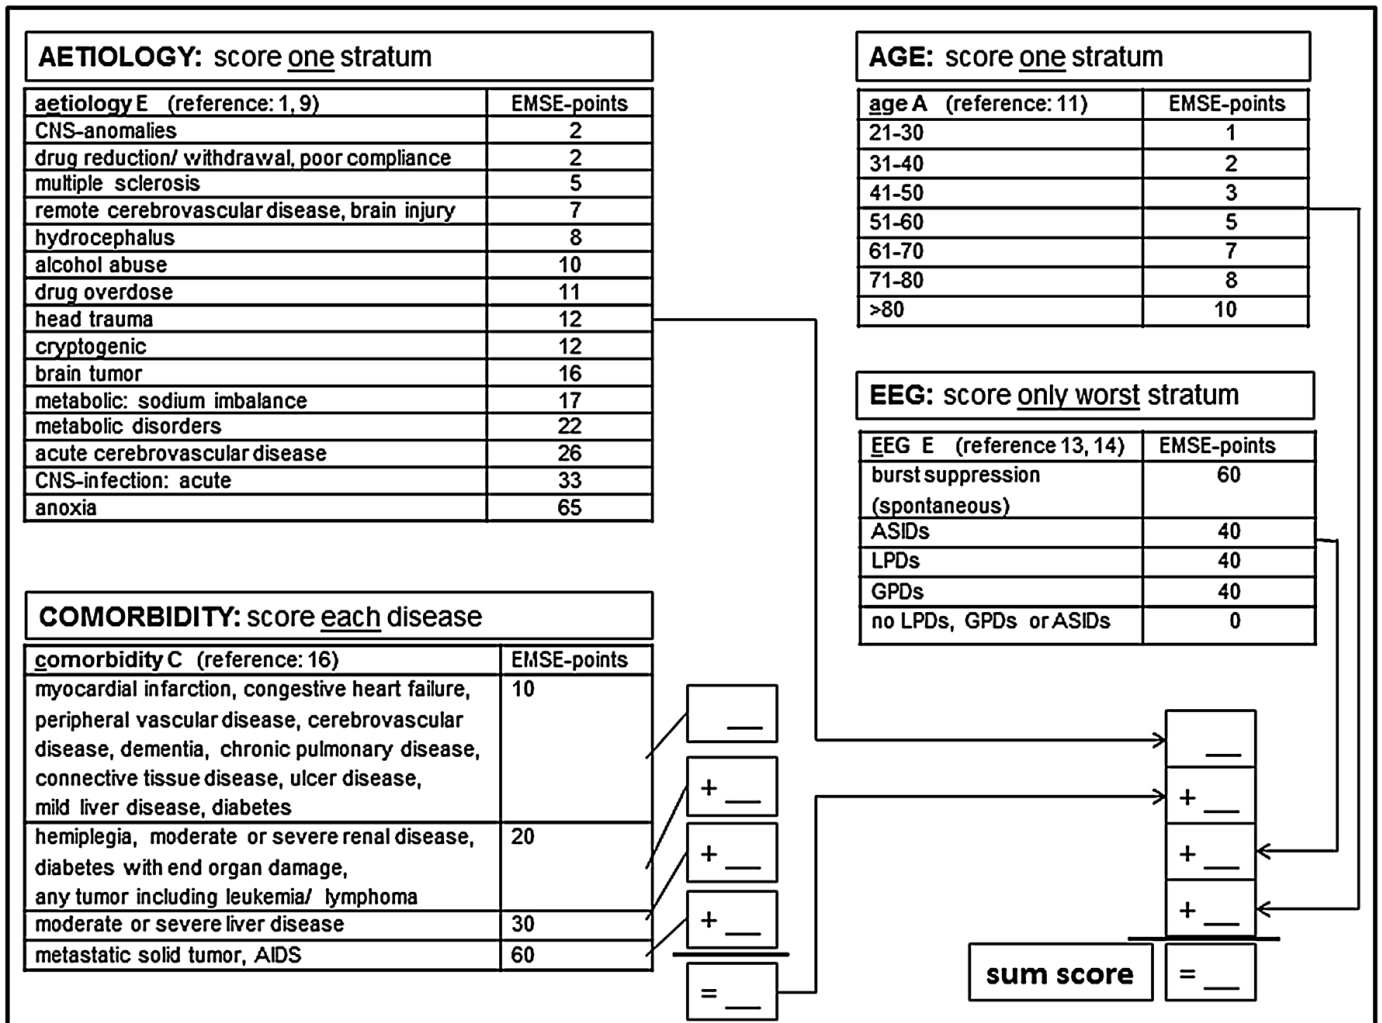 AETIOLOGY: score one stratum
aetiology E (reference: 1, 9) EMSE-points
CNS-anomalies 2
drug reduction/ withdrawal, poor compliance 2
multiple sclerosis 5
remote cerebrovascular disease, brain injury 7
hydrocephalus 8
alcohol abuse 10
drug overdose 11
head trauma 12
cryptogenic 12
brain tumor 16
metabolic: sodium imbalance 17
metabolic disorders 22
acute cerebrovascular disease 26
CNS-infection: acute 33
anoxia 65
COMORBIDITY: score each disease
comorbidity C (reference: 16) EMSE-points
myocardial infarction, congestive heart failure, 10
peripheral vascular disease, cerebrovascular
disease, dementia, chronic pulmonary disease,
connective tissue disease, ulcer disease,
mild liver disease, diabetes
hemiplegia, moderate or severe renal disease, 20
diabetes with end organ damage,
any tumor including leukemia/ lymphoma
moderate or severe liver disease 30
metastatic solid tumor, AIDS 60
__
+ __
+ __
+ __
= __
AGE: score one stratum
age A (reference: 11) EMSE-points
21-30 1
31-40 2
41-50 3
51-60 5
61-70 7
71-80 8
>80 10
EEG: score only worst stratum
EEG E (reference 13, 14) EMSE-points
burst suppression 60
(spontaneous)
ASIDs 40
LPDs 40
GPDs 40
no LPDs, GPDs or ASIDs 0
__
+ __
+ __
+ __
sum score = __